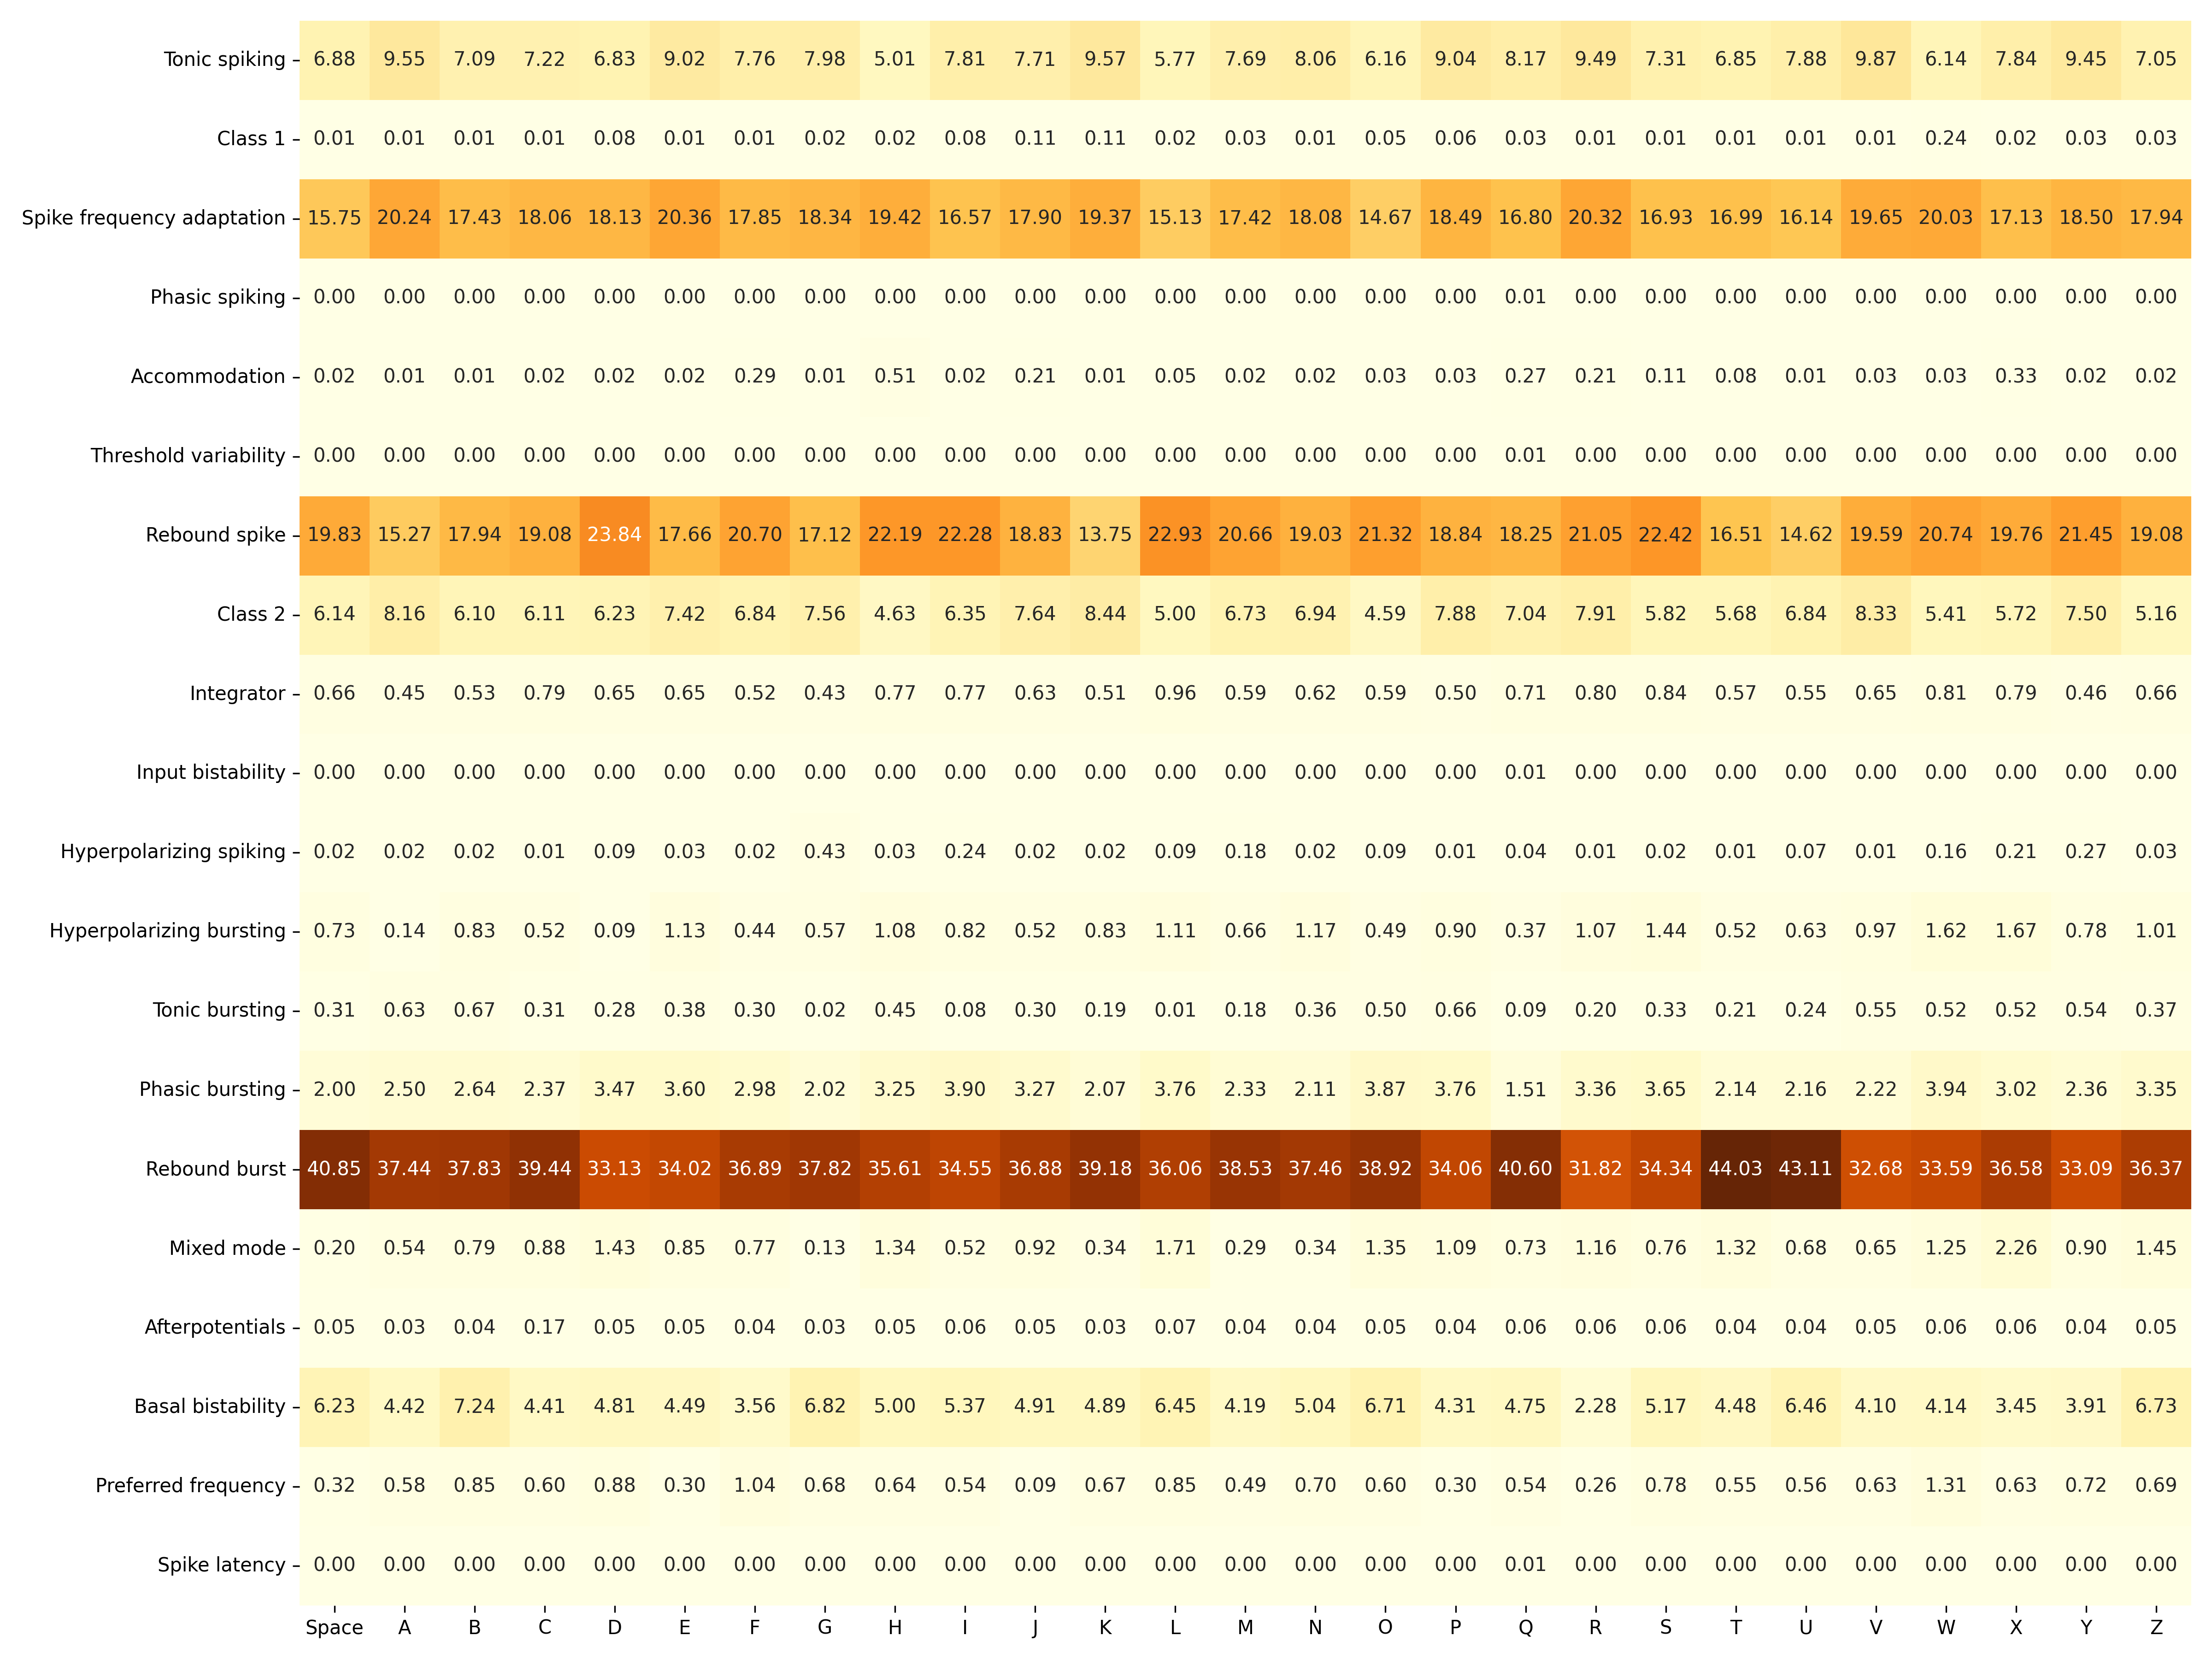 Tonic spiking 6.88 9.55 7.09 7.22 6.83 9.02 7.76 7.98 5.01 7.81 7.71 9.57 5.77 7.69 8.06 6.16 9.04 8.17 9.49 7.31 6.85 7.88 9.87 6.14 7.84 9.45 7.05
Class 1 0.01 0.01 0.01 0.01 0.08 0.01 0.01 0.02 0.02 0.08 0.11 0.11 0.02 0.03 0.01 0.05 0.06 0.03 0.01 0.01 0.01 0.01 0.01 0.24 0.02 0.03 0.03
Spike frequency adaptation 15.75 20.24 17.43 18.06 18.13 20.36 17.85 18.34 19.42 16.57 17.90 19.37 15.13 17.42 18.08 14.67 18.49 16.80 20.32 16.93 16.99 16.14 19.65 20.03 17.13 18.50 17.94
Phasic spiking 0.00 0.00 0.00 0.00 0.00 0.00 0.00 0.00 0.00 0.00 0.00 0.00 0.00 0.00 0.00 0.00 0.00 0.01 0.00 0.00 0.00 0.00 0.00 0.00 0.00 0.00 0.00
Accommodation 0.02 0.01 0.01 0.02 0.02 0.02 0.29 0.01 0.51 0.02 0.21 0.01 0.05 0.02 0.02 0.03 0.03 0.27 0.21 0.11 0.08 0.01 0.03 0.03 0.33 0.02 0.02
Threshold variability 0.00 0.00 0.00 0.00 0.00 0.00 0.00 0.00 0.00 0.00 0.00 0.00 0.00 0.00 0.00 0.00 0.00 0.01 0.00 0.00 0.00 0.00 0.00 0.00 0.00 0.00 0.00
Rebound spike 19.83 15.27 17.94 19.08 23.84 17.66 20.70 17.12 22.19 22.28 18.83 13.75 22.93 20.66 19.03 21.32 18.84 18.25 21.05 22.42 16.51 14.62 19.59 20.74 19.76 21.45 19.08
Class 2 6.14 8.16 6.10 6.11 6.23 7.42 6.84 7.56 4.63 6.35 7.64 8.44 5.00 6.73 6.94 4.59 7.88 7.04 7.91 5.82 5.68 6.84 8.33 5.41 5.72 7.50 5.16
Integrator 0.66 0.45 0.53 0.79 0.65 0.65 0.52 0.43 0.77 0.77 0.63 0.51 0.96 0.59 0.62 0.59 0.50 0.71 0.80 0.84 0.57 0.55 0.65 0.81 0.79 0.46 0.66
Input bistability 0.00 0.00 0.00 0.00 0.00 0.00 0.00 0.00 0.00 0.00 0.00 0.00 0.00 0.00 0.00 0.00 0.00 0.01 0.00 0.00 0.00 0.00 0.00 0.00 0.00 0.00 0.00
Hyperpolarizing spiking 0.02 0.02 0.02 0.01 0.09 0.03 0.02 0.43 0.03 0.24 0.02 0.02 0.09 0.18 0.02 0.09 0.01 0.04 0.01 0.02 0.01 0.07 0.01 0.16 0.21 0.27 0.03
Hyperpolarizing bursting 0.73 0.14 0.83 0.52 0.09 1.13 0.44 0.57 1.08 0.82 0.52 0.83 1.11 0.66 1.17 0.49 0.90 0.37 1.07 1.44 0.52 0.63 0.97 1.62 1.67 0.78 1.01
Tonic bursting 0.31 0.63 0.67 0.31 0.28 0.38 0.30 0.02 0.45 0.08 0.30 0.19 0.01 0.18 0.36 0.50 0.66 0.09 0.20 0.33 0.21 0.24 0.55 0.52 0.52 0.54 0.37
Phasic bursting 2.00 2.50 2.64 2.37 3.47 3.60 2.98 2.02 3.25 3.90 3.27 2.07 3.76 2.33 2.11 3.87 3.76 1.51 3.36 3.65 2.14 2.16 2.22 3.94 3.02 2.36 3.35
Rebound burst 40.85 37.44 37.83 39.44 33.13 34.02 36.89 37.82 35.61 34.55 36.88 39.18 36.06 38.53 37.46 38.92 34.06 40.60 31.82 34.34 44.03 43.11 32.68 33.59 36.58 33.09 36.37
Mixed mode 0.20 0.54 0.79 0.88 1.43 0.85 0.77 0.13 1.34 0.52 0.92 0.34 1.71 0.29 0.34 1.35 1.09 0.73 1.16 0.76 1.32 0.68 0.65 1.25 2.26 0.90 1.45
Afterpotentials 0.05 0.03 0.04 0.17 0.05 0.05 0.04 0.03 0.05 0.06 0.05 0.03 0.07 0.04 0.04 0.05 0.04 0.06 0.06 0.06 0.04 0.04 0.05 0.06 0.06 0.04 0.05
Basal bistability 6.23 4.42 7.24 4.41 4.81 4.49 3.56 6.82 5.00 5.37 4.91 4.89 6.45 4.19 5.04 6.71 4.31 4.75 2.28 5.17 4.48 6.46 4.10 4.14 3.45 3.91 6.73
Preferred frequency 0.32 0.58 0.85 0.60 0.88 0.30 1.04 0.68 0.64 0.54 0.09 0.67 0.85 0.49 0.70 0.60 0.30 0.54 0.26 0.78 0.55 0.56 0.63 1.31 0.63 0.72 0.69
Spike latency 0.00 0.00 0.00 0.00 0.00 0.00 0.00 0.00 0.00 0.00 0.00 0.00 0.00 0.00 0.00 0.00 0.00 0.01 0.00 0.00 0.00 0.00 0.00 0.00 0.00 0.00 0.00
Space A B C D E F G H I J K L M N O P Q R S T U V W X Y Z